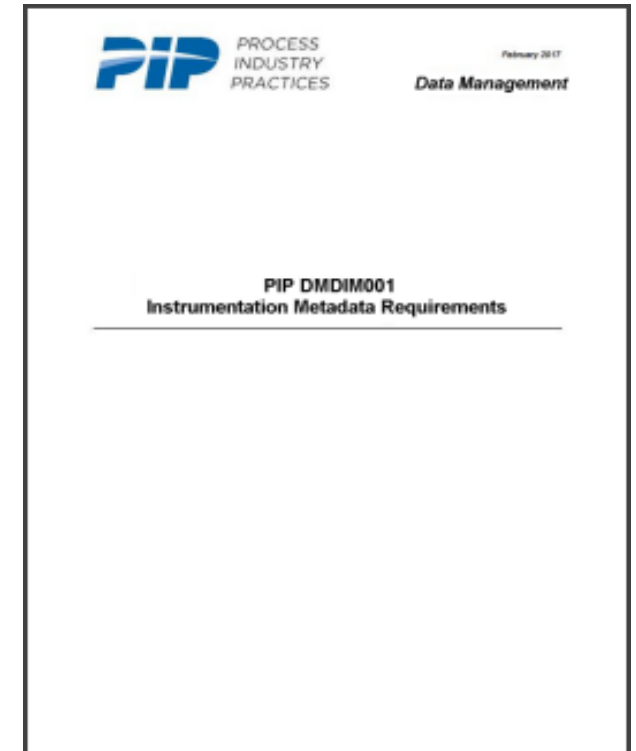 PIP
PROCESS
INDUSTRY
PRACTICES
February 2017
Data Management
PIP DMDIM001
Instrumentation Metadata Requirements